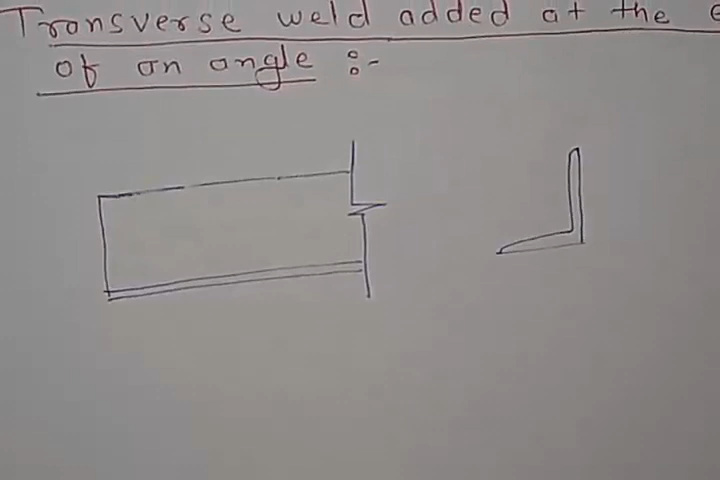 Transverse weld added at the
of an angle :-